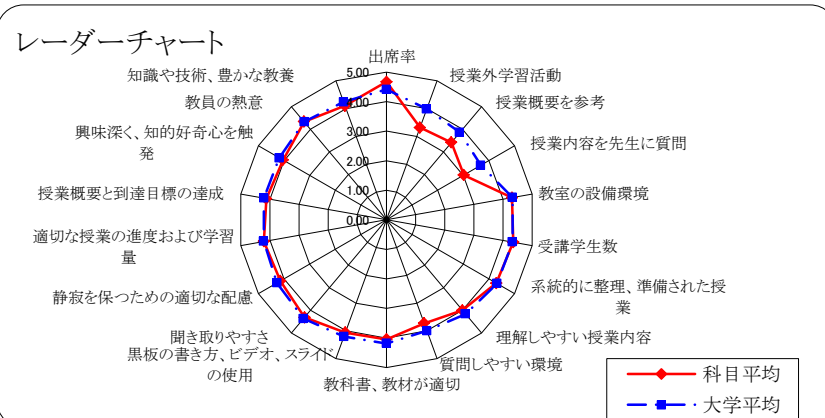 レーダーチャート
出席率
授業外学習活動
授業概要を参考
授業内容を先生に質問
教室の設備環境
受講学生数
系統的に整理、準備された授
業
理解しやすい授業内容
質問しやすい環境
教科書、教材が適切
黒板の書き方、ビデオ、スライド
の使用
聞き取りやすさ
静寂を保つための適切な配慮
適切な授業の進度および学習
量
授業概要と到達目標の達成
興味深く、知的好奇心を触
発
教員の熱意
知識や技術、豊かな教養
5.00
4.00
3.00
2.00
1.00
0.00
科目平均
大学平均